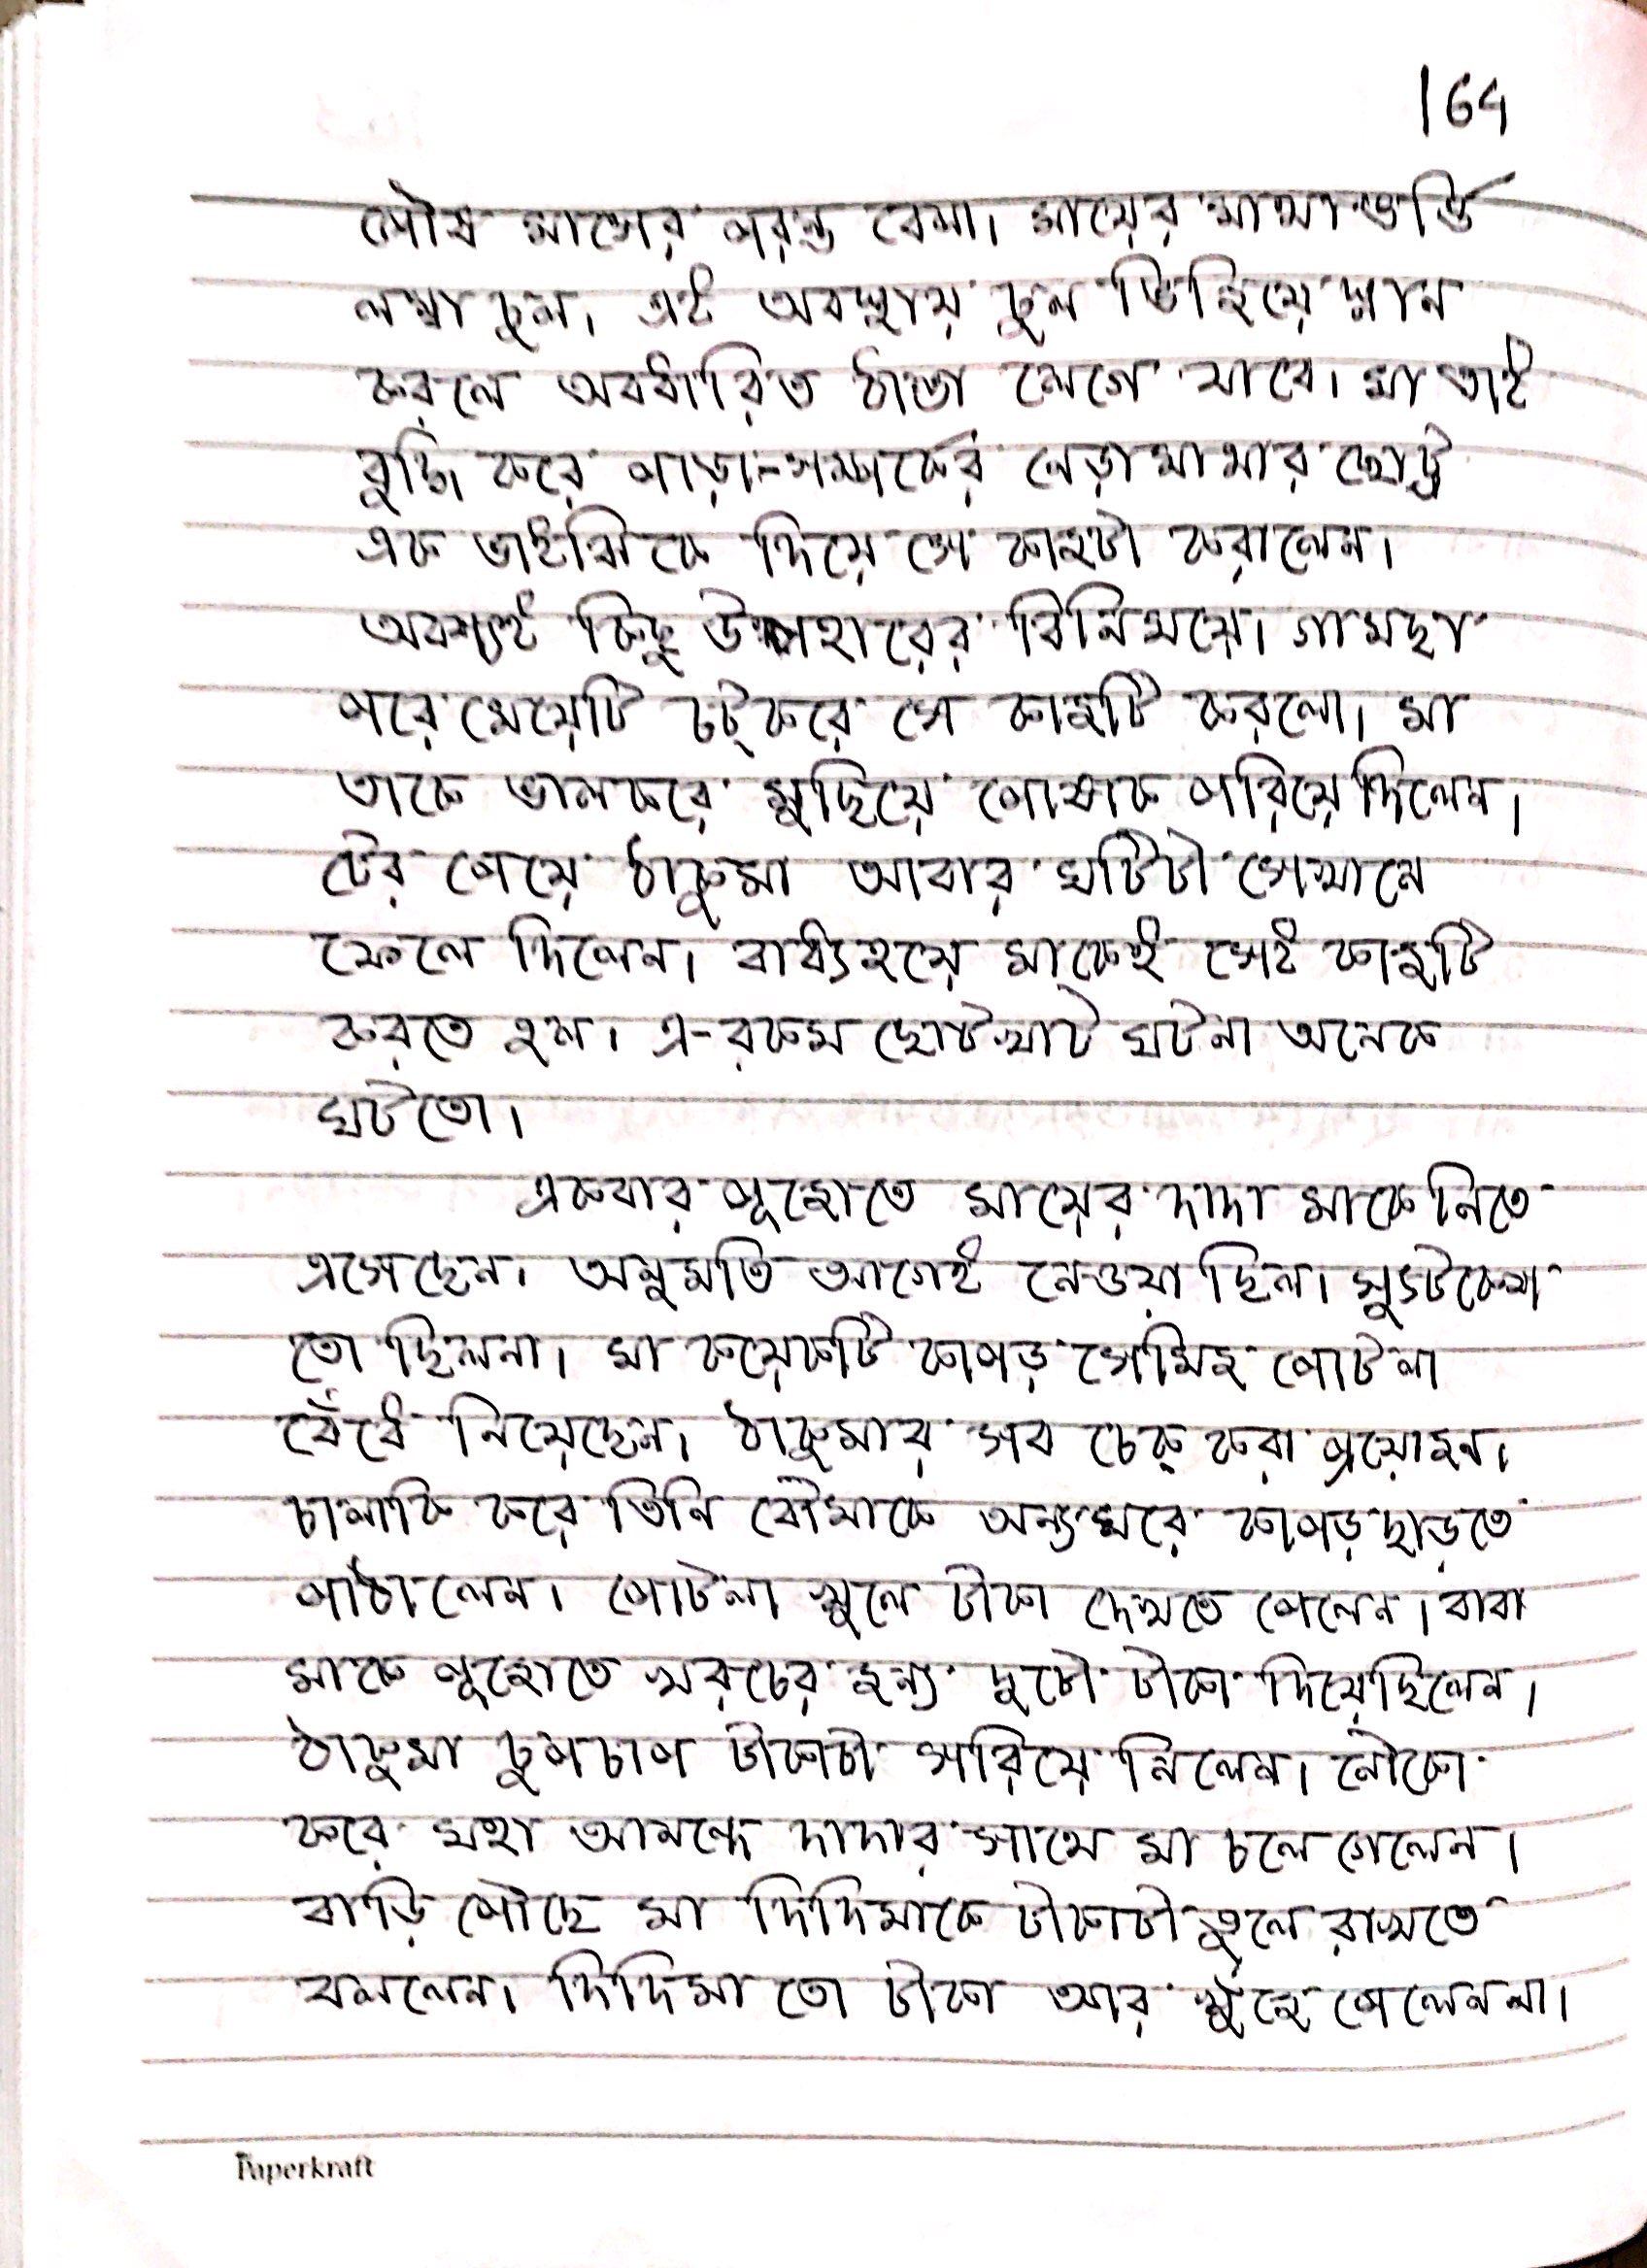 164
পৌষ মাসের পরন্ত বেলা। মায়ের মাথা ভর্ত্তি
লম্বা চুল। এই অবস্থায় চুল ভিজিয়ে স্নান
করলে অবধারিত ঠান্ডা লেগে যাবে। মা তাই
বুদ্ধি করে পাড়া-সম্পর্কের নেড়ামামার ছোট্ট
এক ভাইঝিকে দিয়ে সে কাজটা করালেন।
অবশ্যই কিছু উপহারের বিনিময়ে। গামছা
পরে মেয়েটি চট্ করে সে কাজটি করলো। মা
তাকে ভালকরে মুছিয়ে পোষাক পরিয়ে দিলেন।
টের পেয়ে ঠাকুমা আবার ঘটিটা সেখানে
ফেলে দিলেন। বাধ্য হয়ে মাকেই সেই কাজটি
করতে হল। এ-রকম ছোটখাট ঘটনা অনেক
ঘটতো।
একবার পূজোতে মায়ের দাদা মাকে নিতে
এসেছেন। অনুমতি আগেই নেওয়া ছিল। স্যুটকেশ
তো ছিলনা। মা কয়েকটি কাপড় সেমিজ পোটলা
বেঁধে নিয়েছেন। ঠাকুমার সব চেক্ করা প্রয়োজন।
চালাকি করে তিনি বৌমাকে অন্য ঘরে কাপড় ছাড়তে
পাঠালেন। পোটলা খুলে টাকা দেখতে পেলেন। বাবা
মাকে পূজোতে খরচের জন্য দুটো টাকা দিয়েছিলেন।
ঠাকুমা চুপচাপ টাকাটা সরিয়ে নিলেন। নৌকো
করে মহা আনন্দে দাদার সাথে মা চলে গেলেন।
বাড়ি পৌছে মা দিদিমাকে টাকাটা তুলে রাখতে
বললেন। দিদিমা তো টাকা আর খুঁজে পেলেননা।
Paperkraft